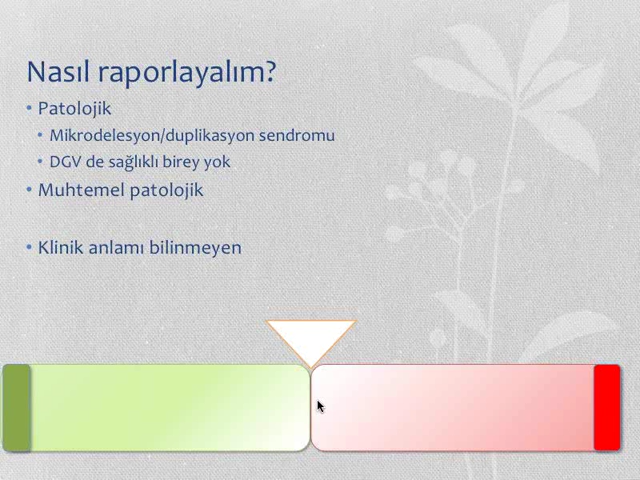 Nasıl raporlayalım?
• Patolojik
• Mikrodelesyon/duplikasyon sendromu
• DGV de sağlıklı birey yok
• Muhtemel patolojik
• Klinik anlamı bilinmeyen